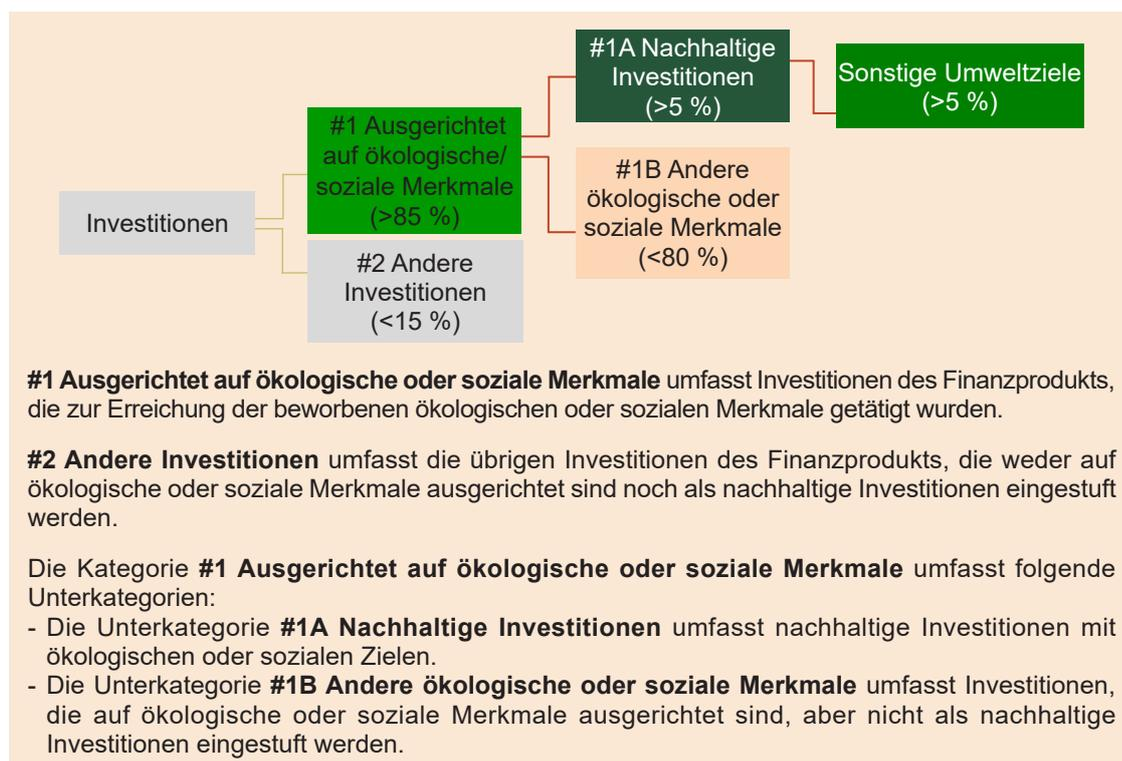 #1A Nachhaltige
Investitionen
(>5 %)
Sonstige Umweltziele
(>5 %)
#1 Ausgerichtet
auf ökologische/
soziale Merkmale
(>85 %)
#1B Andere
ökologische oder
soziale Merkmale
(<80 %)
Investitionen
#2 Andere
Investitionen
(<15 %)
#1 Ausgerichtet auf ökologische oder soziale Merkmale umfasst Investitionen des Finanzprodukts,
die zur Erreichung der beworbenen ökologischen oder sozialen Merkmale getätigt wurden.
#2 Andere Investitionen umfasst die übrigen Investitionen des Finanzprodukts, die weder auf
ökologische oder soziale Merkmale ausgerichtet sind noch als nachhaltige Investitionen eingestuft
werden.
Die Kategorie #1 Ausgerichtet auf ökologische oder soziale Merkmale umfasst folgende
Unterkategorien:
- Die Unterkategorie #1A Nachhaltige Investitionen umfasst nachhaltige Investitionen mit
ökologischen oder sozialen Zielen.
- Die Unterkategorie #1B Andere ökologische oder soziale Merkmale umfasst Investitionen,
die auf ökologische oder soziale Merkmale ausgerichtet sind, aber nicht als nachhaltige
Investitionen eingestuft werden.